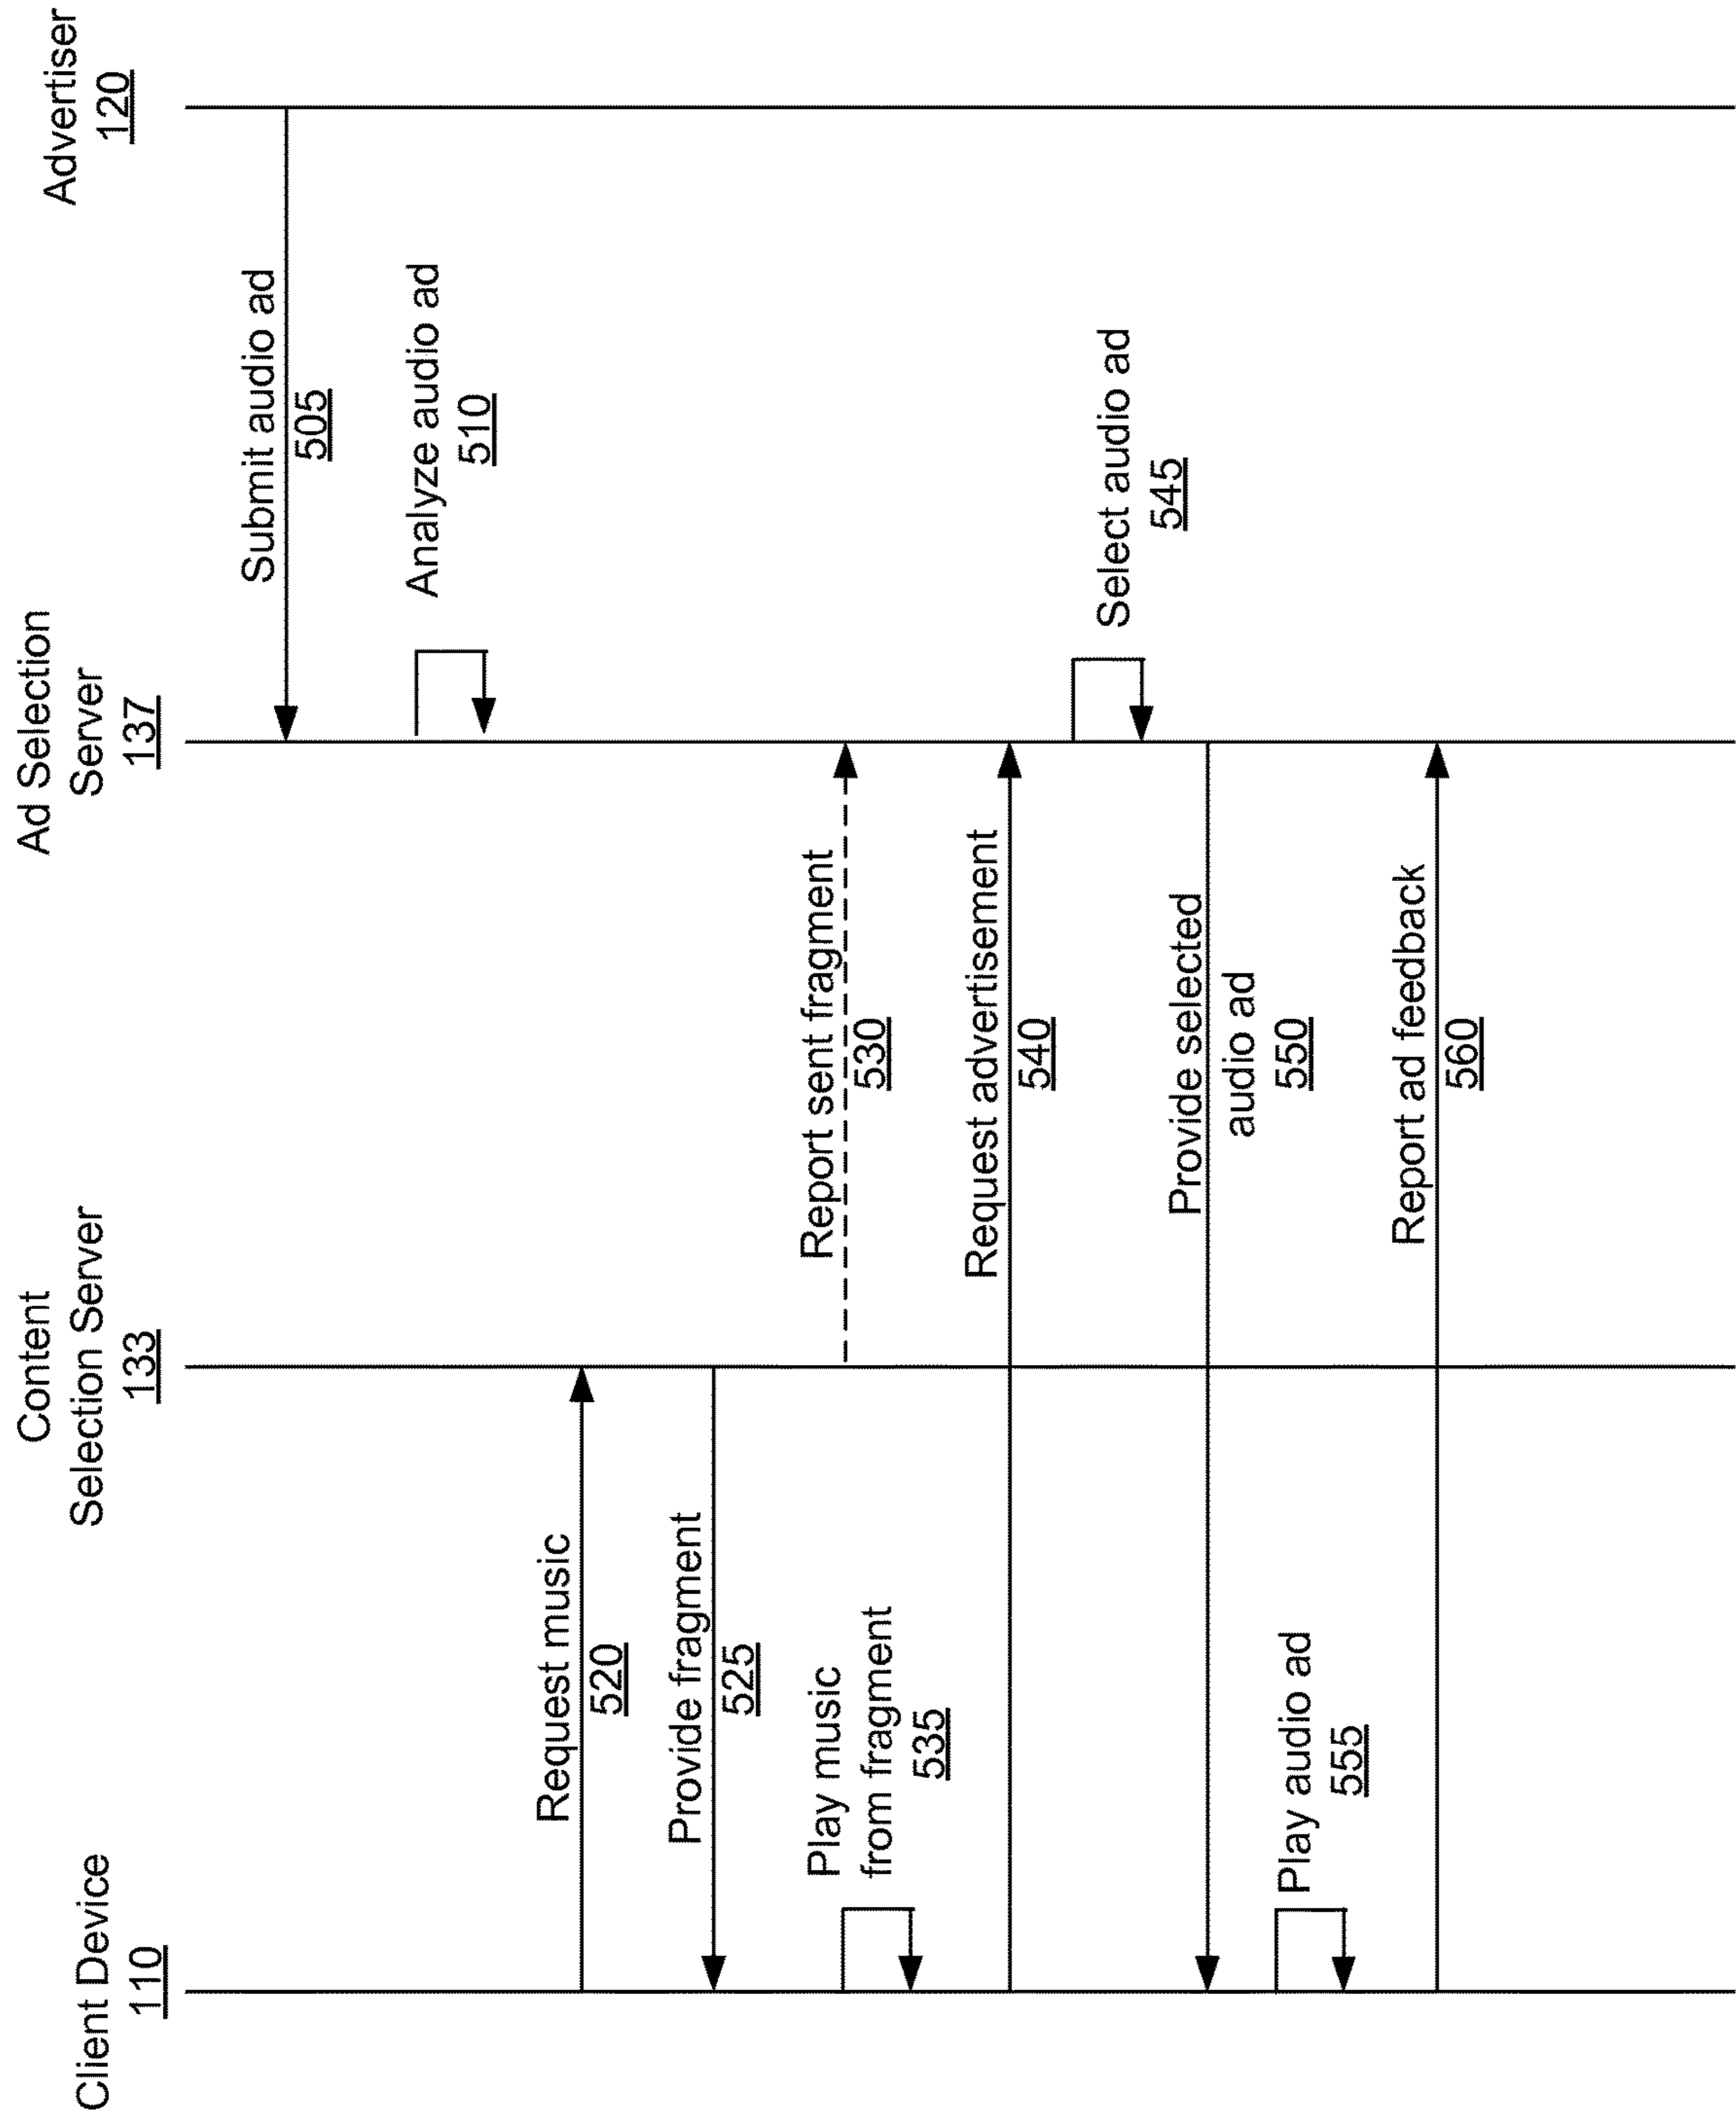 Client Device
110
Content
Selection Server
133
Ad Selection
Server
137
Advertiser
120
Submit audio ad
505
Analyze audio ad
510
Request music
520
Provide fragment
525
Report sent fragment
530
Play music
from fragment
535
Request advertisement
540
Select audio ad
545
Provide selected
audio ad
550
Play audio ad
555
Report ad feedback
560